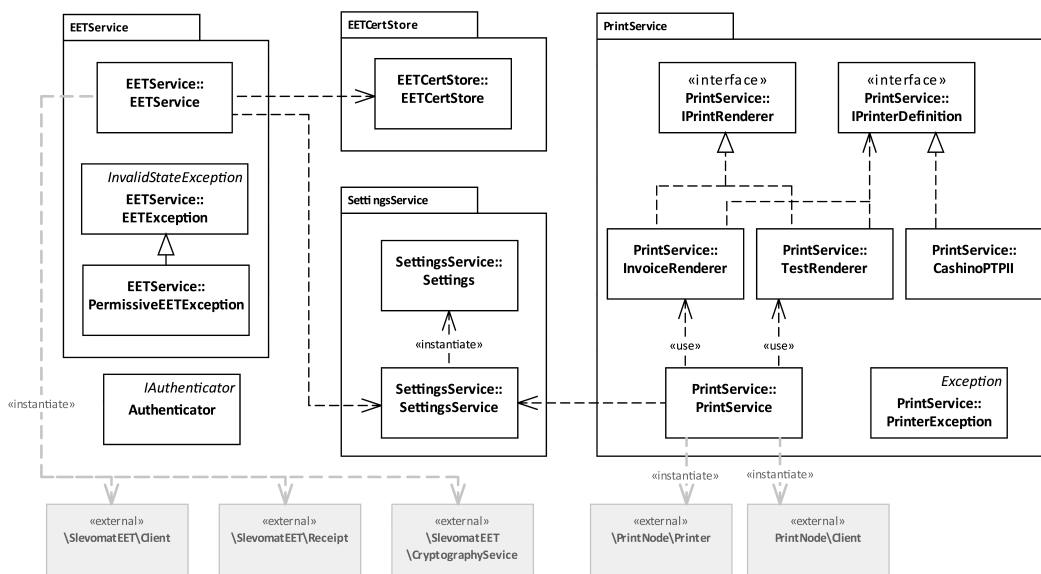 EETService
EETCertStore
PrintService
EETService::
EETService
EETCertStore::
EETCertStore
«interface»
PrintService::
IPrintRenderer
«interface»
PrintService::
IPrinterDefinition
InvalidStateException
EETService::
EETException
SettingsService
EETService::
PermissiveEETException
SettingsService::
Settings
PrintService::
InvoiceRenderer
PrintService::
TestRenderer
PrintService::
CashinoPTPII
«instantiate»
«use»
«use»
IAuthenticator
Authenticator
«instantiate»
SettingsService::
SettingsService
PrintService::
PrintService
Exception
PrintService::
PrinterException
«instantiate»
«instantiate»
«external»
\SlevomatEET\Client
«external»
\SlevomatEET\Receipt
«external»
\SlevomatEET
\CryptographySevice
«external»
\PrintNode\Printer
«external»
PrintNode\Client